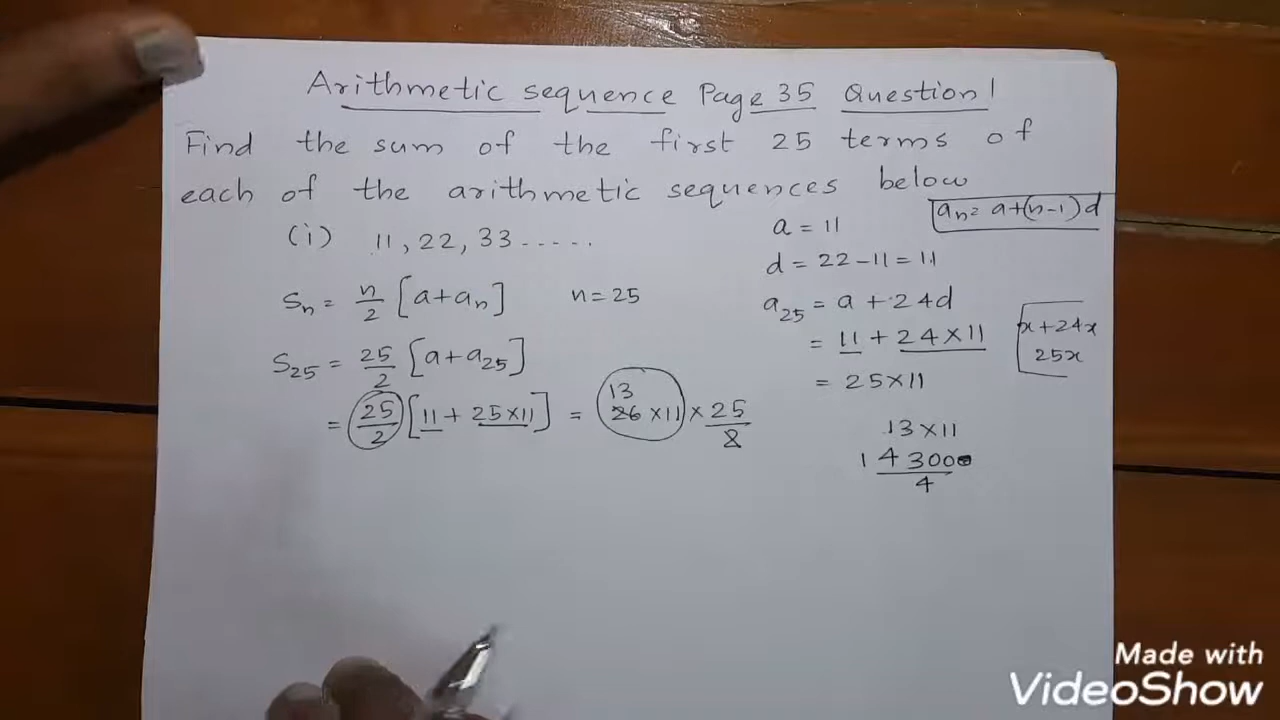 Arithmetic sequence Page 35 Question 1
Find the sum of the first 25 terms of
each of the arithmetic sequences below
(i) 11, 22, 33 .....
Sn = n/2 [a+an] n=25
S25 = 25/2 [a+a25]
= 25/2 [11 + 25×11] = 26 ×11 × 25/2
13
a = 11
an = a+(n-1)d
d = 22-11 = 11
a25 = a + 24d
= 11 + 24×11
= 25×11
x+24x
25x
13×11
14300
4
Made with
VideoShow